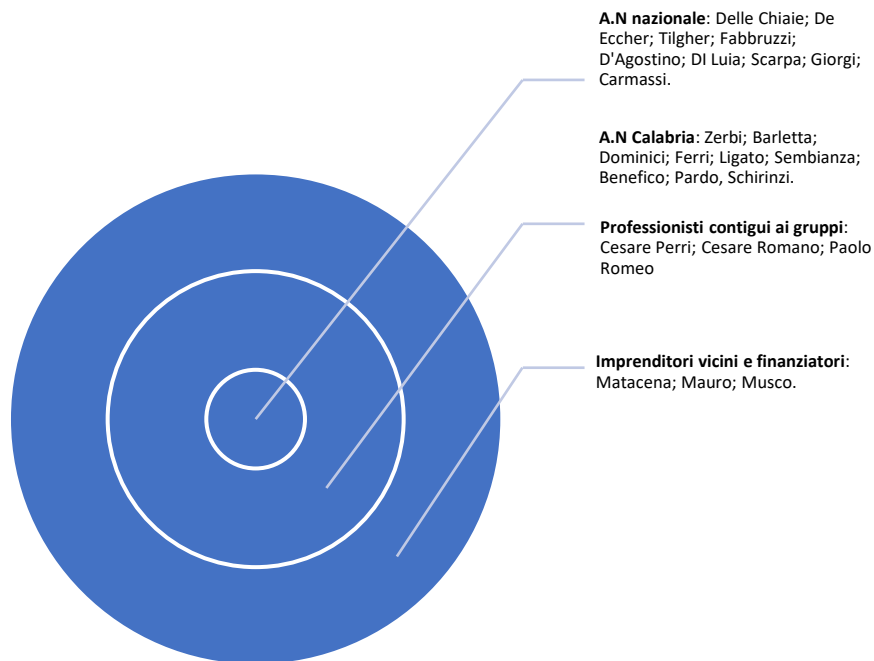 A.N nazionale: Delle Chiaie; De
Eccher; Tilgher; Fabbruzzi;
D'Agostino; DI Luia; Scarpa; Giorgi;
Carmassi.
A.N Calabria: Zerbi; Barletta;
Dominici; Ferri; Ligato; Sembianza;
Benefico; Pardo, Schirinzi.
Professionisti contigui ai gruppi:
Cesare Perri; Cesare Romano; Paolo
Romeo
Imprenditori vicini e finanziatori:
Matacena; Mauro; Musco.